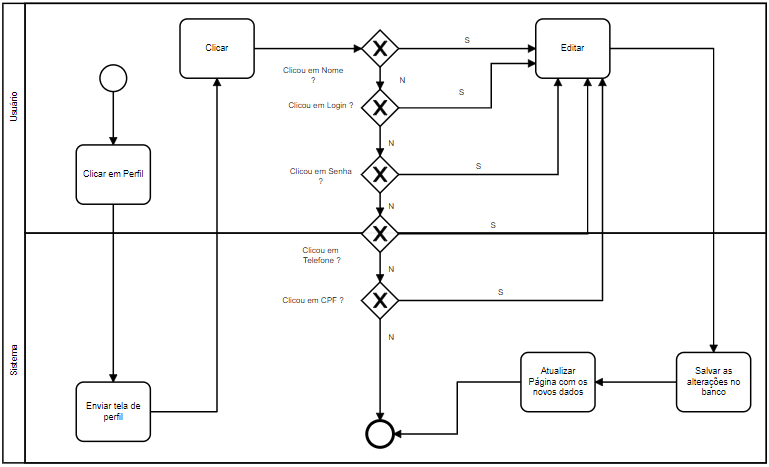 Usuário
Clicar
S
Editar
Clicou em Nome
?
N
Clicou em Login ?
S
N
Clicar em Perfil
Clicou em Senha
?
S
N
S
Clicou em
Telefone ?
N
Clicou em CPF ?
S
N
Sistema
Enviar tela de
perfil
Atualizar
Página com os
novos dados
Salvar as
alterações no
banco